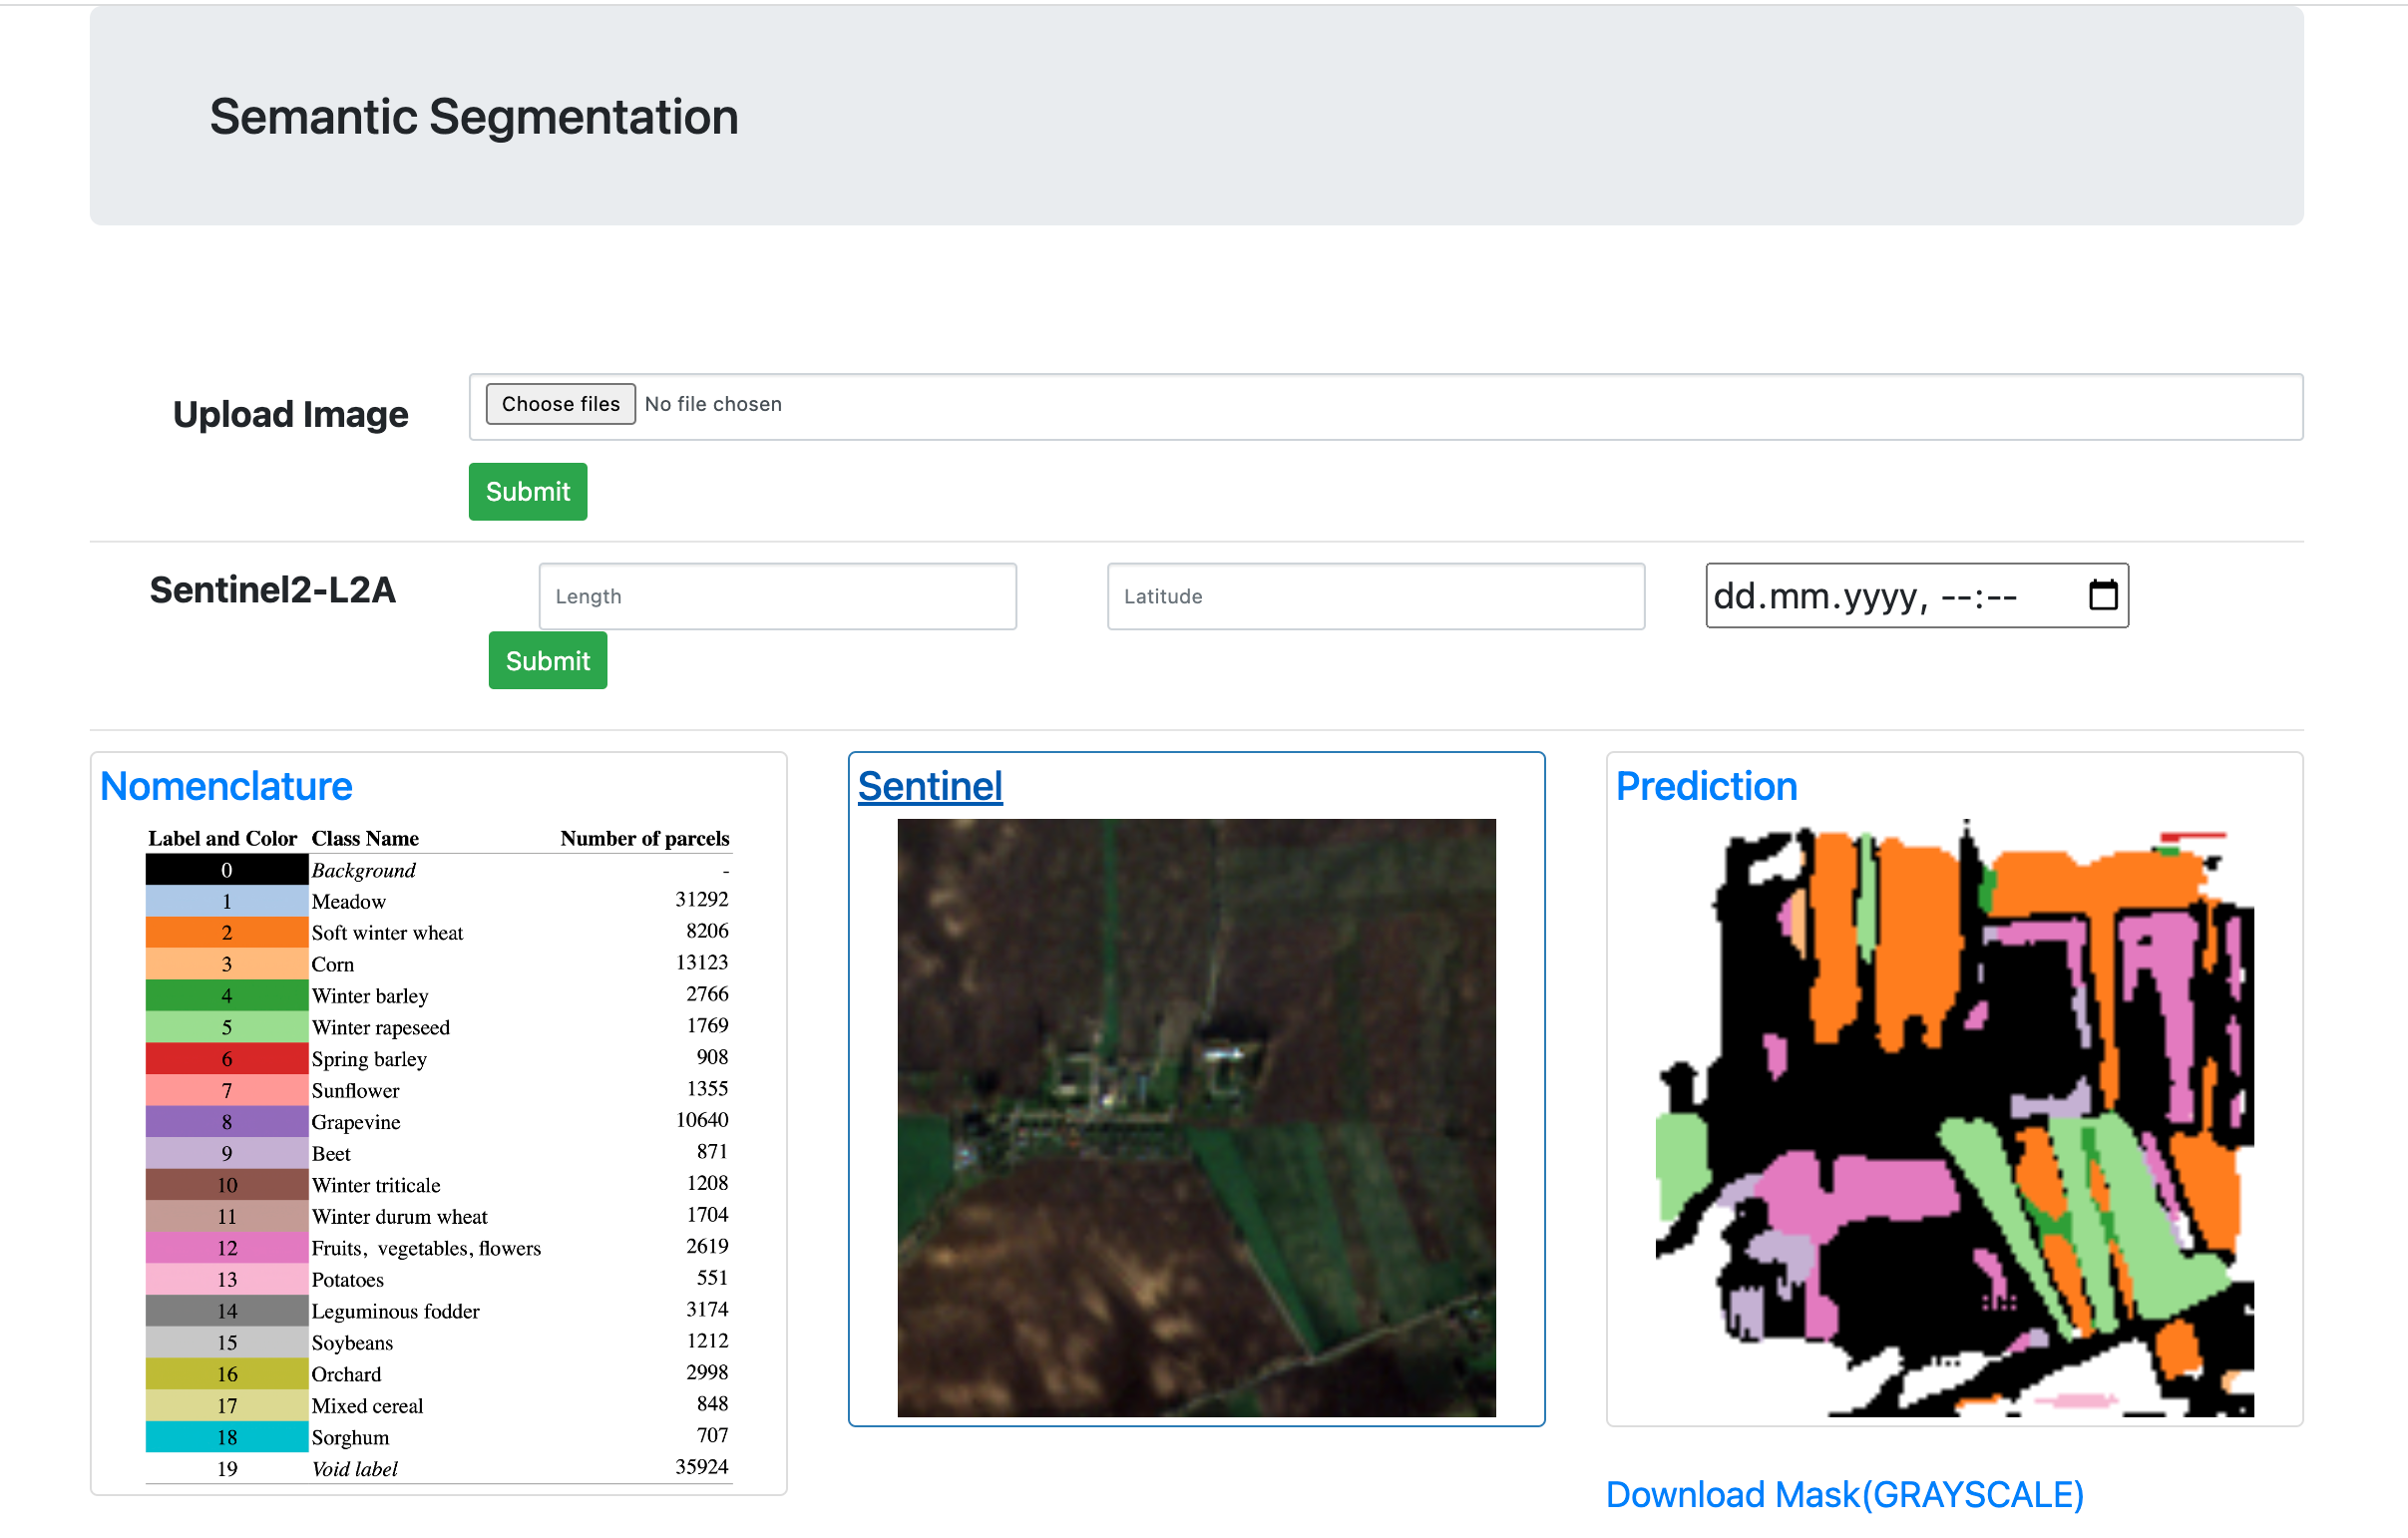 Semantic Segmentation
Upload Image
Choose files No file chosen
Submit
Sentinel2-L2A
Length
Latitude
dd.mm.yyyy, --:--
Submit
Nomenclature
Label and Color Class Name Number of parcels
0 Background -
1 Meadow 31292
2 Soft winter wheat 8206
3 Corn 13123
4 Winter barley 2766
5 Winter rapeseed 1769
6 Spring barley 908
7 Sunflower 1355
8 Grapevine 10640
9 Beet 871
10 Winter triticale 1208
11 Winter durum wheat 1704
12 Fruits, vegetables, flowers 2619
13 Potatoes 551
14 Leguminous fodder 3174
15 Soybeans 1212
16 Orchard 2998
17 Mixed cereal 848
18 Sorghum 707
19 Void label 35924
Sentinel
Prediction
Download Mask(GRAYSCALE)